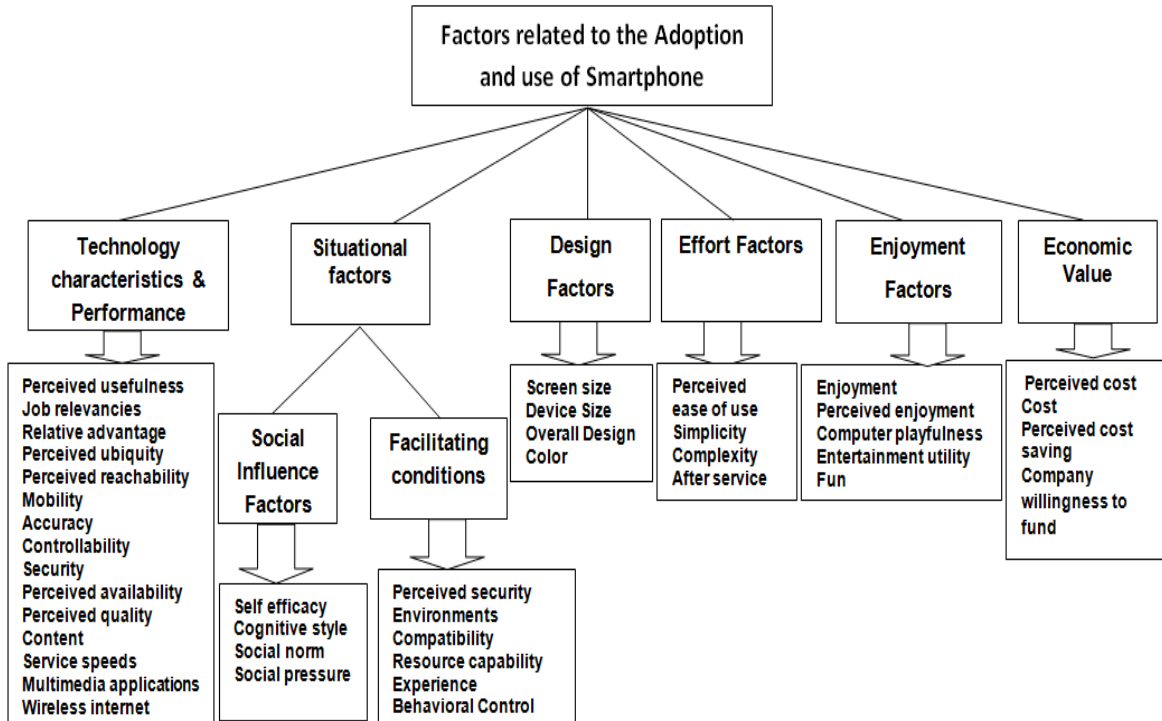 Factors related to the Adoption
and use of Smartphone
Technology
characteristics &
Performance
Situational
factors
Design
Factors
Effort Factors
Enjoyment
Factors
Economic
Value
Perceived usefulness
Job relevancies
Relative advantage
Perceived ubiquity
Perceived reachability
Mobility
Accuracy
Controllability
Security
Perceived availability
Perceived quality
Content
Service speeds
Multimedia applications
Wireless internet
Social
Influence
Factors
Facilitating
conditions
Self efficacy
Cognitive style
Social norm
Social pressure
Perceived security
Environments
Compatibility
Resource capability
Experience
Behavioral Control
Screen size
Device Size
Overall Design
Color
Perceived
ease of use
Simplicity
Complexity
After service
Enjoyment
Perceived enjoyment
Computer playfulness
Entertainment utility
Fun
Perceived cost
Cost
Perceived cost
saving
Company
willingness to
fund